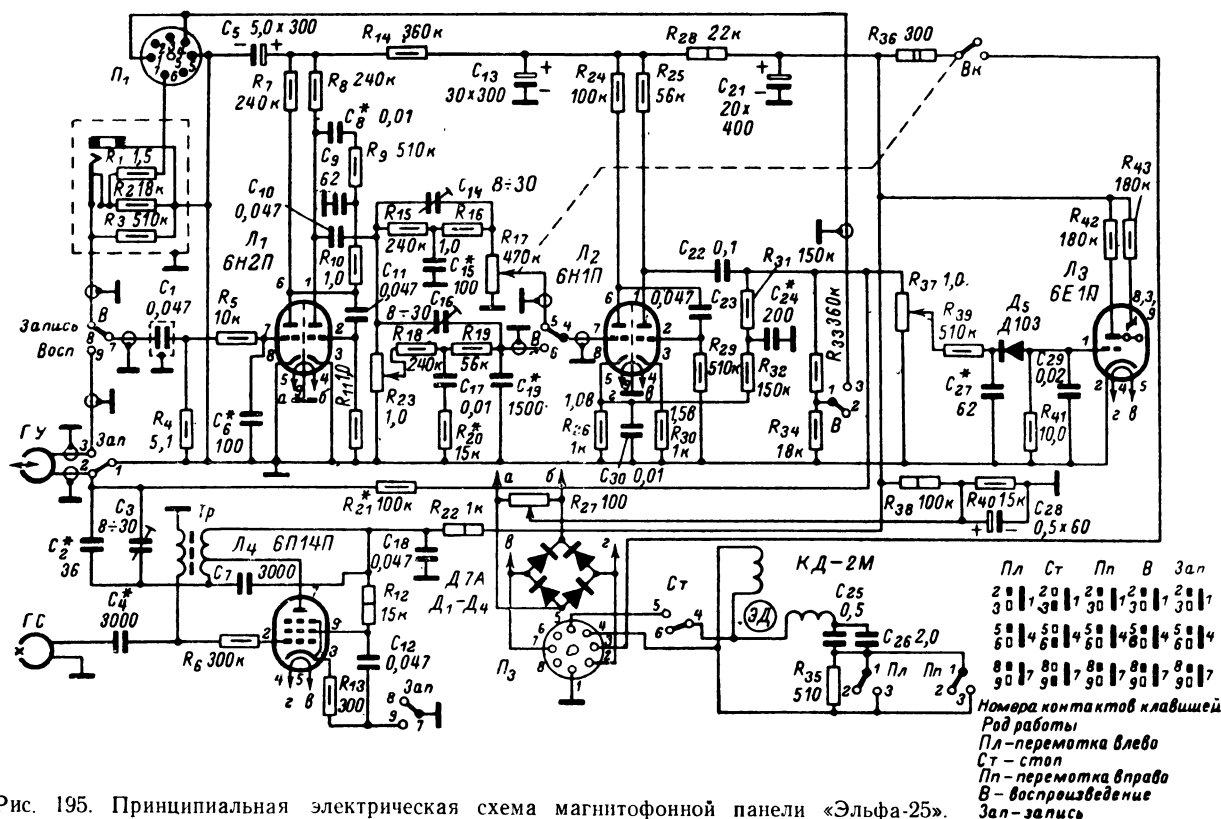 C5 5,0×300
R14 360к
R28 22к
R36 300
Вк
П1
R7 240к
R8 240к
C13 30×300
R24 100к
R25 56к
C21 20× 400
C8* 0,01
C9 62
R9 510к
R1 1,5
R2 18к
R3 510к
C10 0,047
C14 8÷30
R15 240к
R16 1,0
C15* 100
R17 470к
Л1 6Н2П
R10 1,0
C11 0,047
Л2 6Н1П
C22 0,1
R31 150к
R43 180к
R42 180к
Л3 6Е1П
C1 0,047
R5 10к
C16* 8÷30
0,047
C23
C24* 200
R33 360к
R37 1,0
R39 510к
Д5 Д103
Запись
Восп
В
R18 240к
R19 56к
R29 510к
R32 150к
C29 0,02
C27* 62
R4 5,1
C6* 100
R11 1,0
R23 1,0
C17 0,01
C19* 1500
R20* 15к
1,0в
R26 1к
1,5в
R30 1к
R34 18к
В
R41 10,0
ГУ
Зап
C30 0,01
R21* 100к
R27 100
R38 100к
R40 15к
C28 0,5×60
C3 8÷30
C2* 36
Тр
Л4 6П14П
R22 1к
C18 0,047
Д7А
Д1-Д4
C7 3000
R12 15к
ГС
C4* 3000
R6 300к
C12 0,047
R13 300
Зап
П3
Ст
КД-2М
ЭД
C25 0,5
C26 2,0
R35 510
Пл
Пп
Пл Ст Пп В Зап
Номера контактов клавишей
Род работы
Пл-перемотка влево
Ст – стоп
Пп-перемотка вправо
В – воспроизведение
Зап-запись
Рис. 195. Принципиальная электрическая схема магнитофонной панели «Эльфа-25».